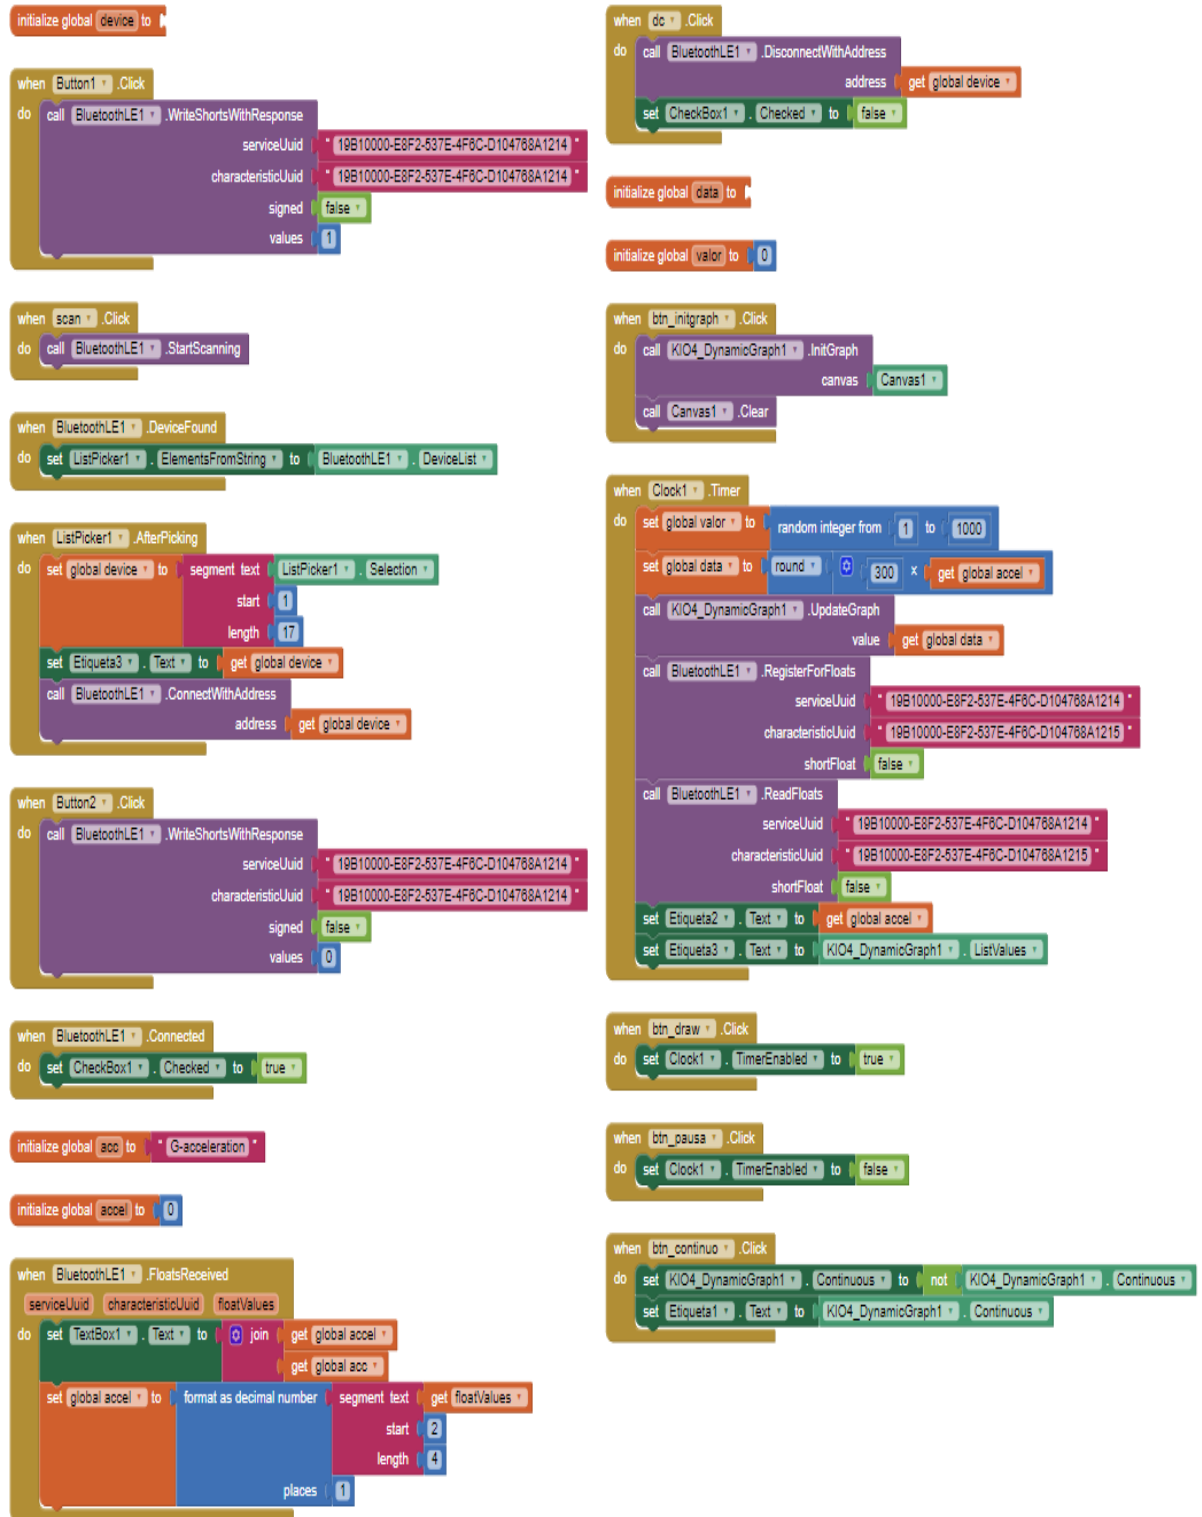 initialize global device to
when Button1 .Click
do call BluetoothLE1 .WriteShortsWithResponse
serviceUuid " 19B10000-E8F2-537E-4F6C-D104768A1214 "
characteristicUuid " 19B10000-E8F2-537E-4F6C-D104768A1214 "
signed false
values 1
when scan .Click
do call BluetoothLE1 .StartScanning
when BluetoothLE1 .DeviceFound
do set ListPicker1 . ElementsFromString to BluetoothLE1 . DeviceList
when ListPicker1 .AfterPicking
do set global device to segment text ListPicker1 . Selection
start 1
length 17
set Etiqueta3 . Text to get global device
call BluetoothLE1 .ConnectWithAddress
address get global device
when Button2 .Click
do call BluetoothLE1 .WriteShortsWithResponse
serviceUuid " 19B10000-E8F2-537E-4F6C-D104768A1214 "
characteristicUuid " 19B10000-E8F2-537E-4F6C-D104768A1214 "
signed false
values 0
when BluetoothLE1 .Connected
do set CheckBox1 . Checked to true
initialize global acc to " G-acceleration "
initialize global accel to 0
when BluetoothLE1 .FloatsReceived
serviceUuid characteristicUuid floatValues
do set TextBox1 . Text to join get global accel
get global acc
set global accel to format as decimal number segment text get floatValues
start 2
length 4
places 1
when dc .Click
do call BluetoothLE1 .DisconnectWithAddress
address get global device
set CheckBox1 . Checked to false
initialize global data to
initialize global valor to 0
when btn_initgraph .Click
do call KIO4_DynamicGraph1 .InitGraph
canvas Canvas1
call Canvas1 .Clear
when Clock1 .Timer
do set global valor to random integer from 1 to 1000
set global data to round 300 × get global accel
call KIO4_DynamicGraph1 .UpdateGraph
value get global data
call BluetoothLE1 .RegisterForFloats
serviceUuid " 19B10000-E8F2-537E-4F6C-D104768A1214 "
characteristicUuid " 19B10000-E8F2-537E-4F6C-D104768A1215 "
shortFloat false
call BluetoothLE1 .ReadFloats
serviceUuid " 19B10000-E8F2-537E-4F6C-D104768A1214 "
characteristicUuid " 19B10000-E8F2-537E-4F6C-D104768A1215 "
shortFloat false
set Etiqueta2 . Text to get global accel
set Etiqueta3 . Text to KIO4_DynamicGraph1 . ListValues
when btn_draw .Click
do set Clock1 . TimerEnabled to true
when btn_pausa .Click
do set Clock1 . TimerEnabled to false
when btn_continuo .Click
do set KIO4_DynamicGraph1 . Continuous to not KIO4_DynamicGraph1 . Continuous
set Etiqueta1 . Text to KIO4_DynamicGraph1 . Continuous